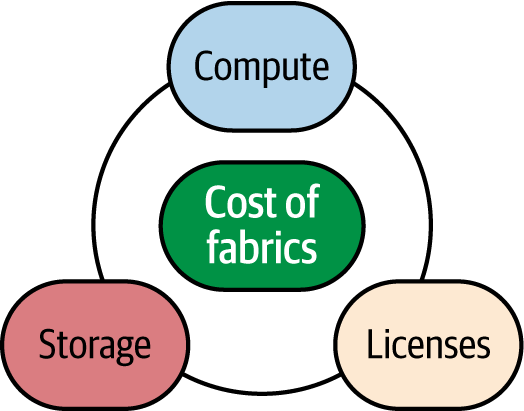 Compute
Cost of
fabrics
Storage
Licenses